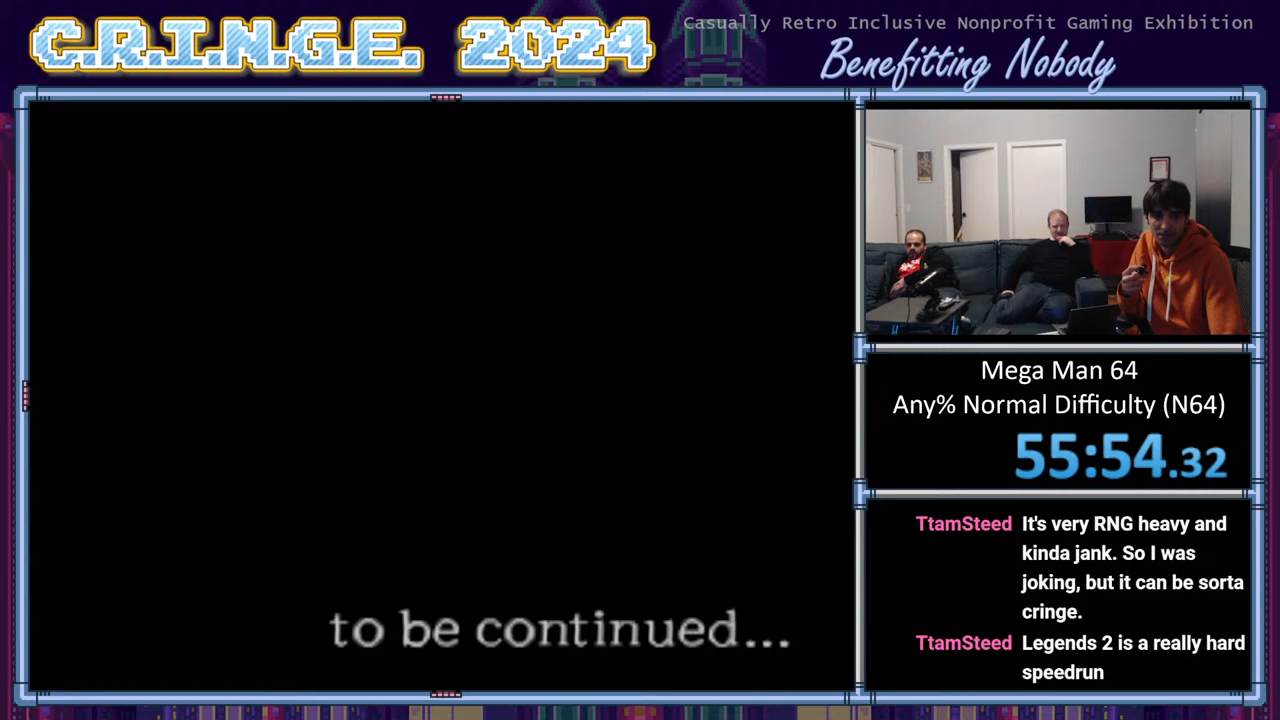 C.R.I.N.G.E. 2024
Casually Retro Inclusive Nonprofit Gaming Exhibition
Benefitting Nobody
Mega Man 64
Any% Normal Difficulty (N64)
55:54.32
TtamSteed It's very RNG heavy and
kinda jank. So I was
joking, but it can be sorta
cringe.
TtamSteed Legends 2 is a really hard
speedrun
to be continued...